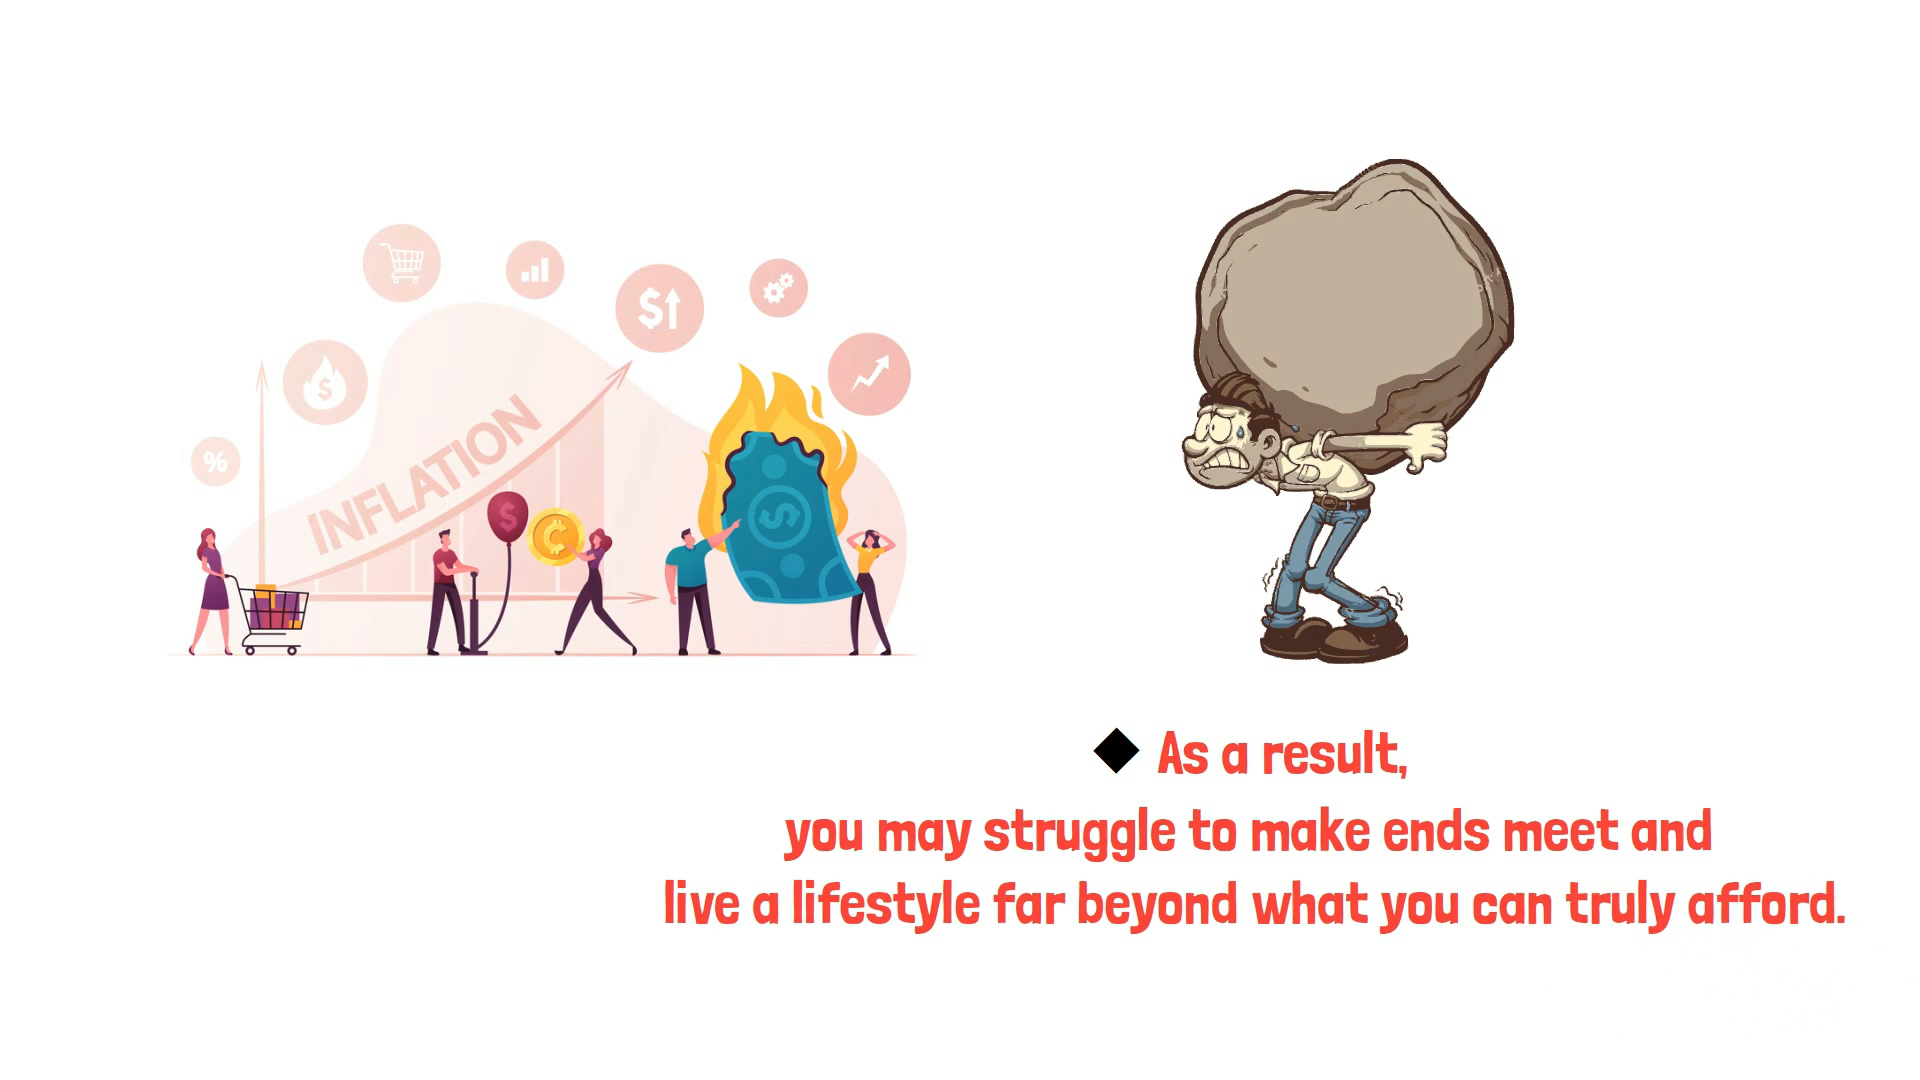 %
$
$
INFLATION
$
¢
$
◆ As a result,
you may struggle to make ends meet and
live a lifestyle far beyond what you can truly afford.